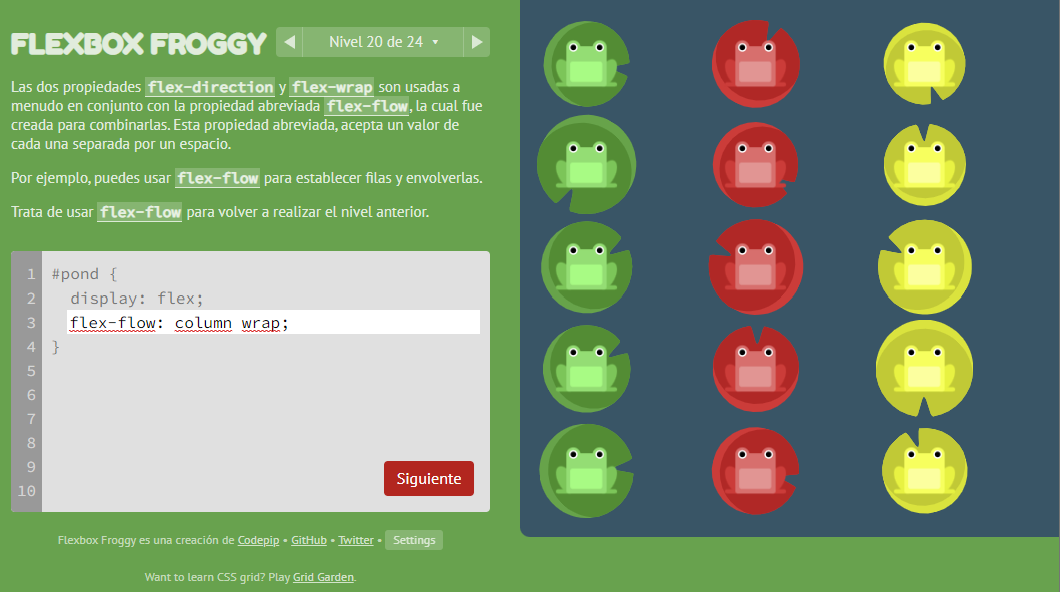 FLEXBOX FROGGY
Nivel 20 de 24
Las dos propiedades flex-direction y flex-wrap son usadas a
menudo en conjunto con la propiedad abreviada flex-flow, la cual fue
creada para combinarlas. Esta propiedad abreviada, acepta un valor de
cada una separada por un espacio.
Por ejemplo, puedes usar flex-flow para establecer filas y envolverlas.
Trata de usar flex-flow para volver a realizar el nivel anterior.
1 #pond {
2 display: flex;
3 flex-flow: column wrap;
4 }
5
6
7
8
9
10
Siguiente
Flexbox Froggy es una creación de Codepip • GitHub • Twitter • Settings
Want to learn CSS grid? Play Grid Garden.